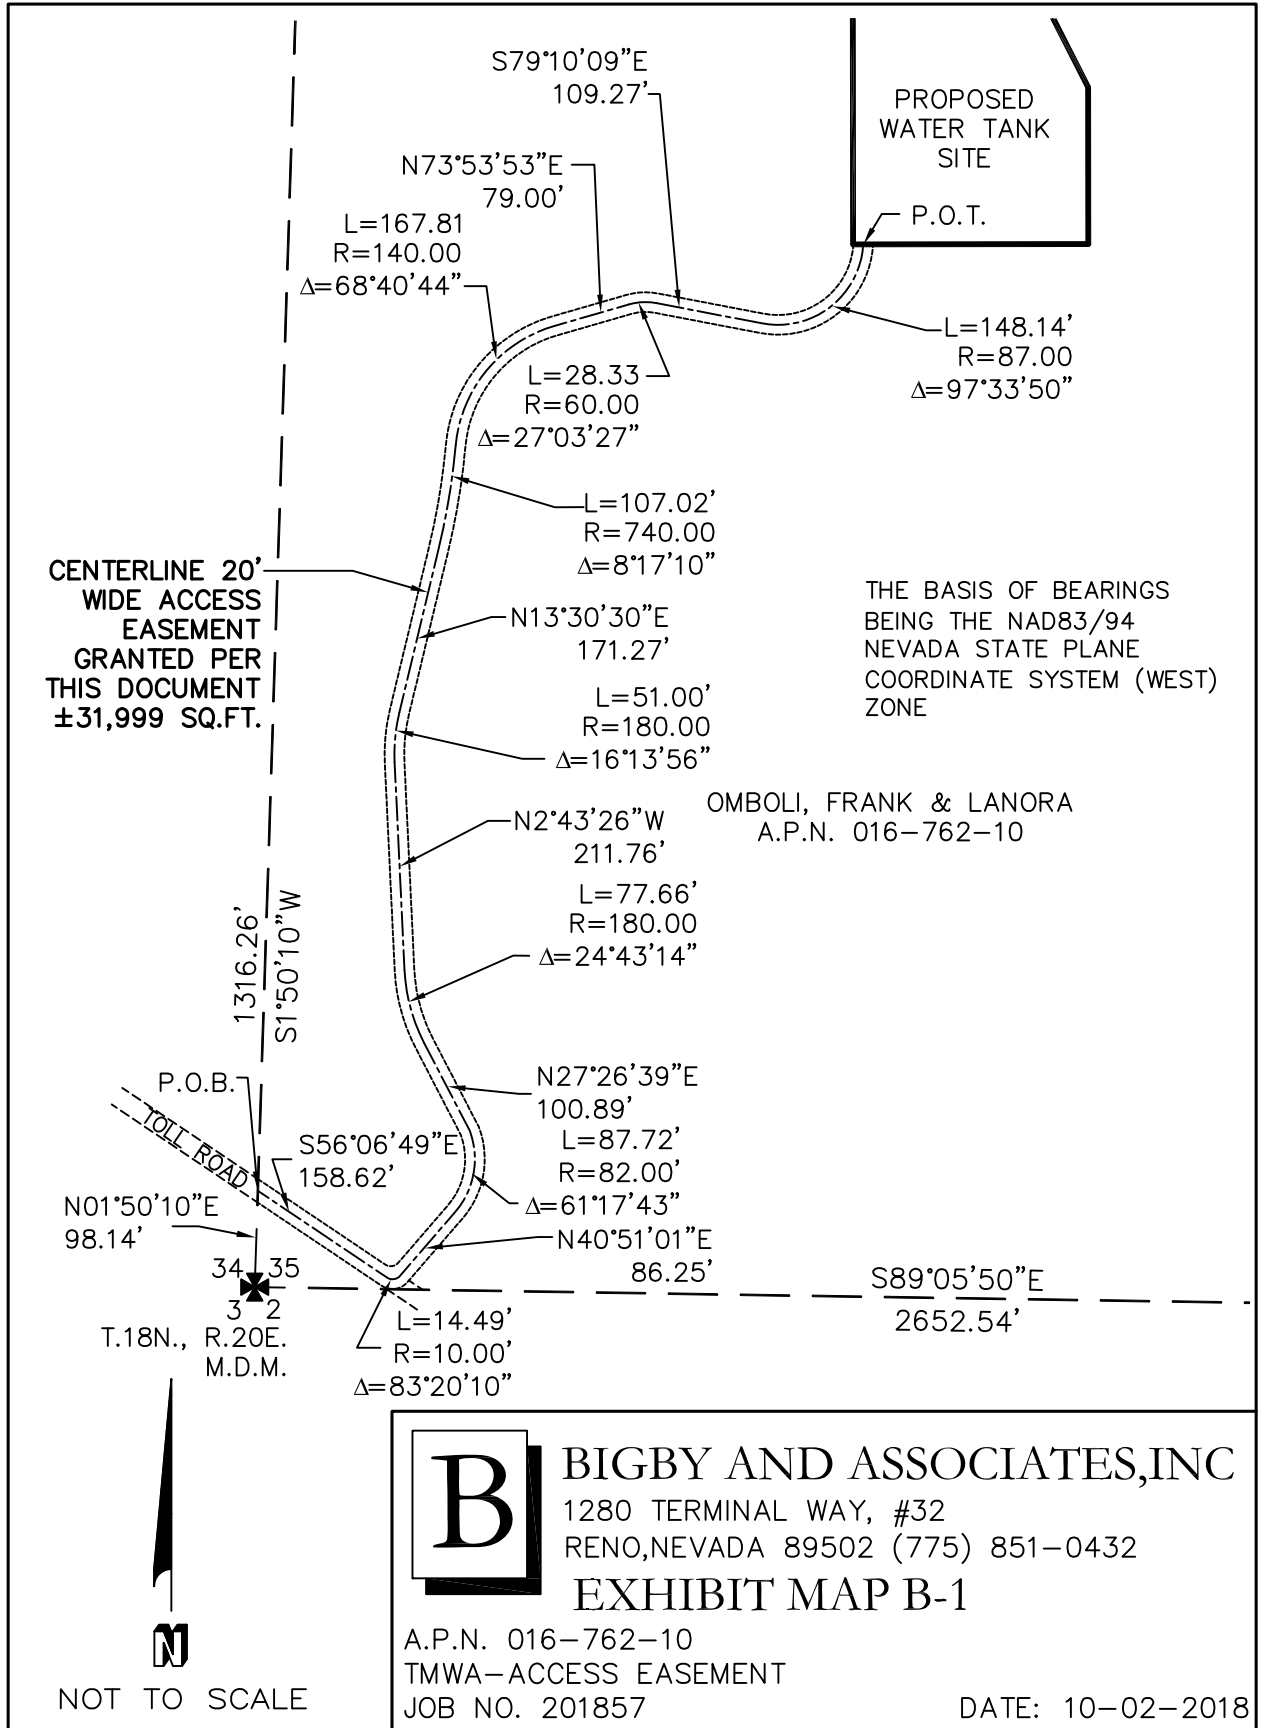 S79°10'09"E
109.27'
PROPOSED
WATER TANK
SITE
N73°53'53"E
79.00'
P.O.T.
L=167.81
R=140.00
Δ=68°40'44"
L=148.14'
R=87.00
Δ=97°33'50"
L=28.33
R=60.00
Δ=27°03'27"
L=107.02'
R=740.00
Δ=8°17'10"
CENTERLINE 20'
WIDE ACCESS
EASEMENT
GRANTED PER
THIS DOCUMENT
±31,999 SQ.FT.
THE BASIS OF BEARINGS
BEING THE NAD83/94
NEVADA STATE PLANE
COORDINATE SYSTEM (WEST)
ZONE
N13°30'30"E
171.27'
L=51.00'
R=180.00
Δ=16°13'56"
OMBOLI, FRANK & LANORA
A.P.N. 016-762-10
N2°43'26"W
211.76'
L=77.66'
R=180.00
Δ=24°43'14"
1316.26'
S1°50'10"W
N27°26'39"E
100.89'
P.O.B.
TOLL ROAD
S56°06'49"E
158.62'
L=87.72'
R=82.00'
Δ=61°17'43"
N01°50'10"E
98.14'
N40°51'01"E
86.25'
34 35
3 2
T.18N., R.20E.
M.D.M.
S89°05'50"E
2652.54'
L=14.49'
R=10.00'
Δ=83°20'10"
N
NOT TO SCALE
B
BIGBY AND ASSOCIATES,INC
1280 TERMINAL WAY, #32
RENO,NEVADA 89502 (775) 851-0432
EXHIBIT MAP B-1
A.P.N. 016-762-10
TMWA-ACCESS EASEMENT
JOB NO. 201857 DATE: 10-02-2018